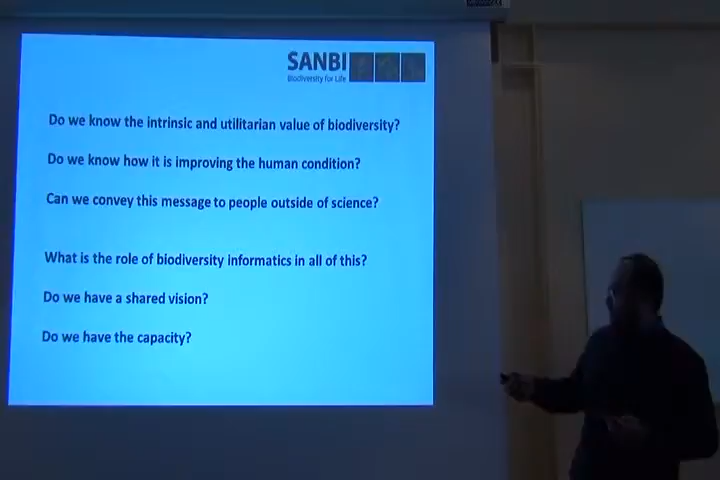 SANBI
Biodiversity for Life
Do we know the intrinsic and utilitarian value of biodiversity?
Do we know how it is improving the human condition?
Can we convey this message to people outside of science?
What is the role of biodiversity informatics in all of this?
Do we have a shared vision?
Do we have the capacity?